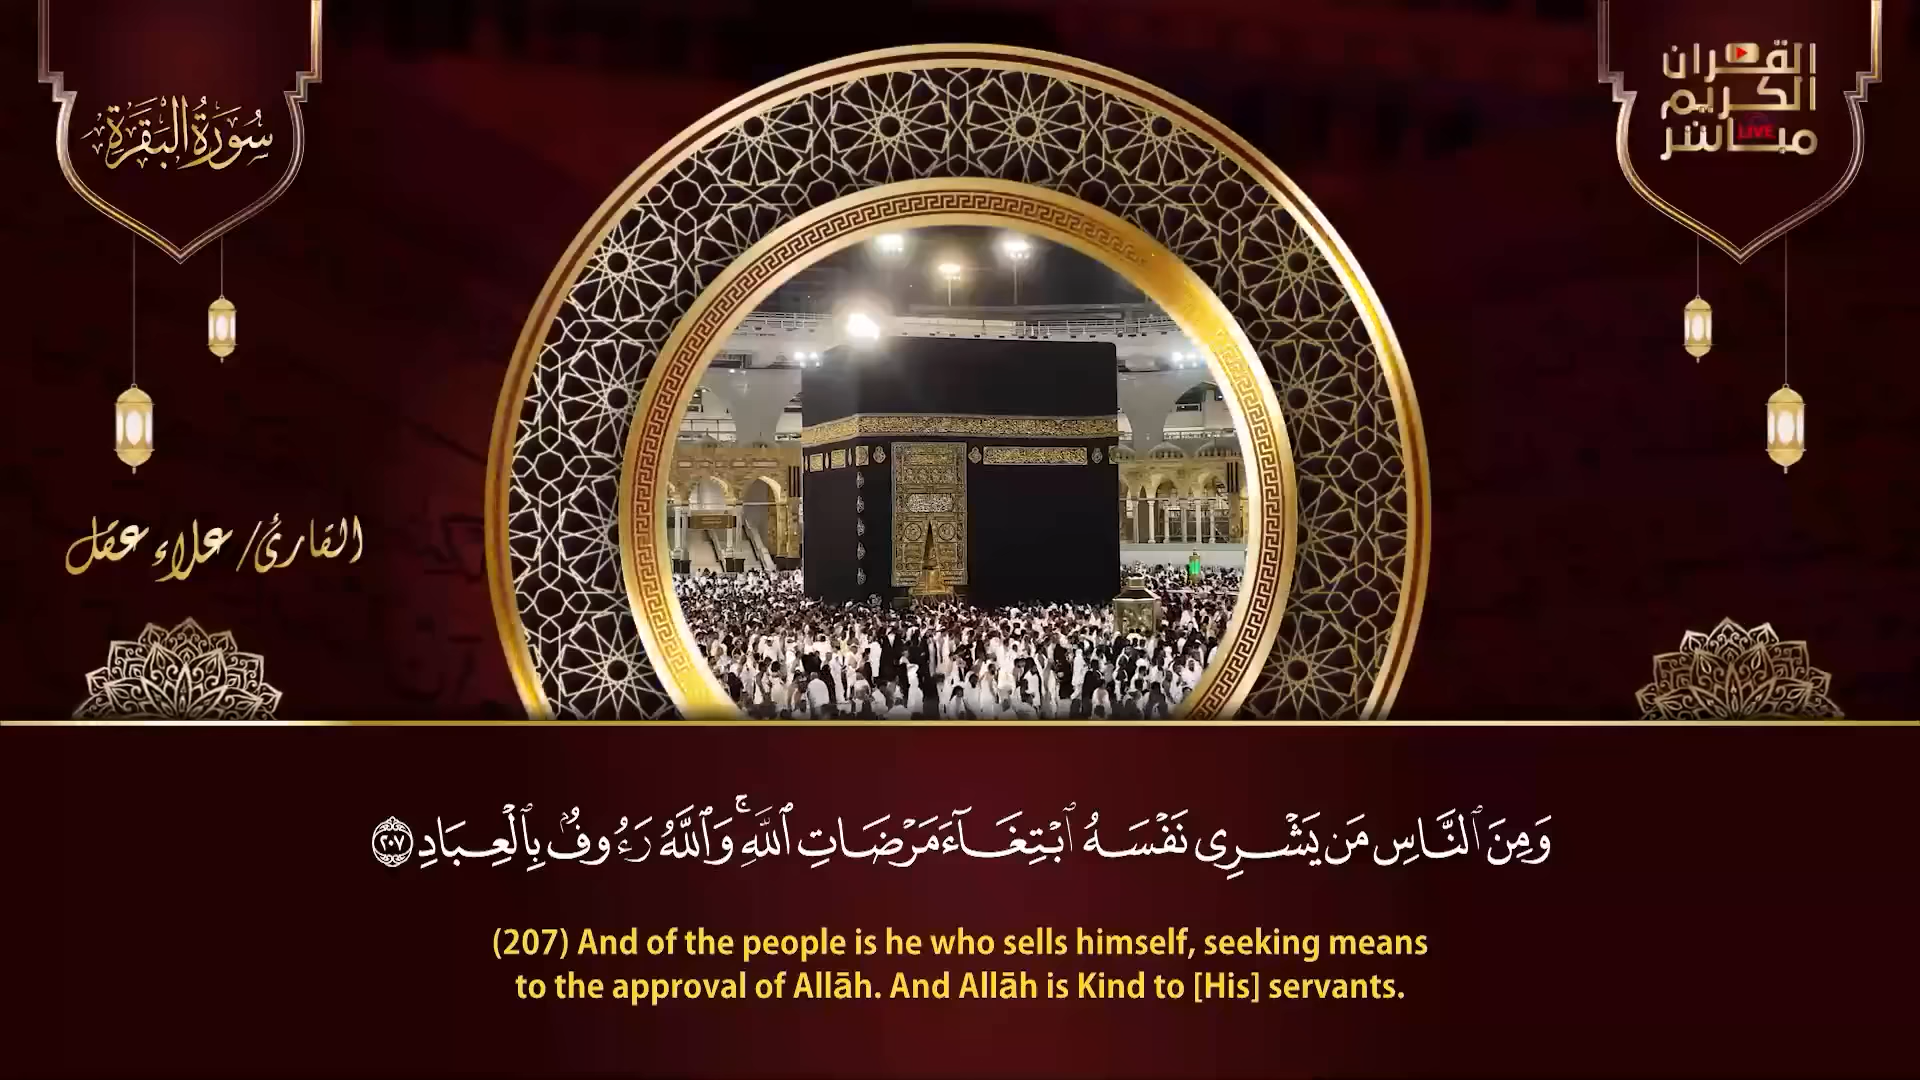 سُورَةُ البَقَرَةِ
القرآن
الكريم
مباشر
LIVE
القارئ/ علاء عقل
وَمِنَ ٱلنَّاسِ مَن يَشْرِى نَفْسَهُ ٱبْتِغَآءَ مَرْضَاتِ ٱللَّهِۚ وَٱللَّهُ رَءُوفٌۢ بِٱلْعِبَادِ ٢٠٧
(207) And of the people is he who sells himself, seeking means
to the approval of Allāh. And Allāh is Kind to [His] servants.